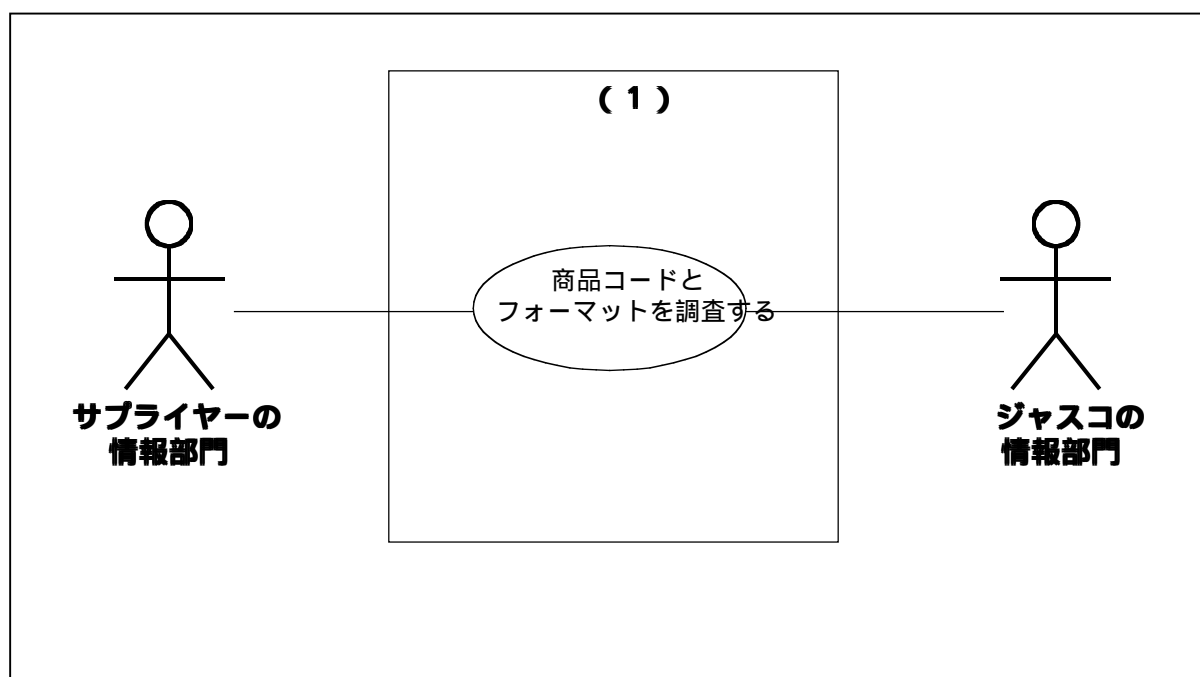 (１)
商品コードと
フォーマットを調査する
サプライヤーの
情報部門
ジャスコの
情報部門